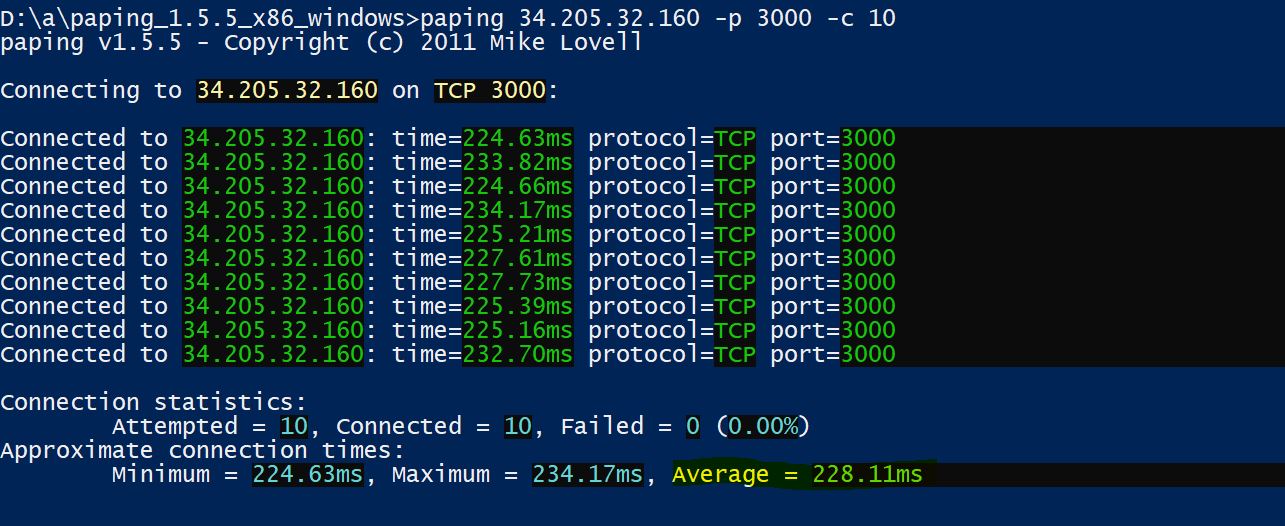 D:\a\paping_1.5.5_x86_windows>paping 34.205.32.160 -p 3000 -c 10
paping v1.5.5 - Copyright (c) 2011 Mike Lovell
Connecting to 34.205.32.160 on TCP 3000:
Connected to 34.205.32.160: time=224.63ms protocol=TCP port=3000
Connected to 34.205.32.160: time=233.82ms protocol=TCP port=3000
Connected to 34.205.32.160: time=224.66ms protocol=TCP port=3000
Connected to 34.205.32.160: time=234.17ms protocol=TCP port=3000
Connected to 34.205.32.160: time=225.21ms protocol=TCP port=3000
Connected to 34.205.32.160: time=227.61ms protocol=TCP port=3000
Connected to 34.205.32.160: time=227.73ms protocol=TCP port=3000
Connected to 34.205.32.160: time=225.39ms protocol=TCP port=3000
Connected to 34.205.32.160: time=225.16ms protocol=TCP port=3000
Connected to 34.205.32.160: time=232.70ms protocol=TCP port=3000
Connection statistics:
Attempted = 10, Connected = 10, Failed = 0 (0.00%)
Approximate connection times:
Minimum = 224.63ms, Maximum = 234.17ms, Average = 228.11ms